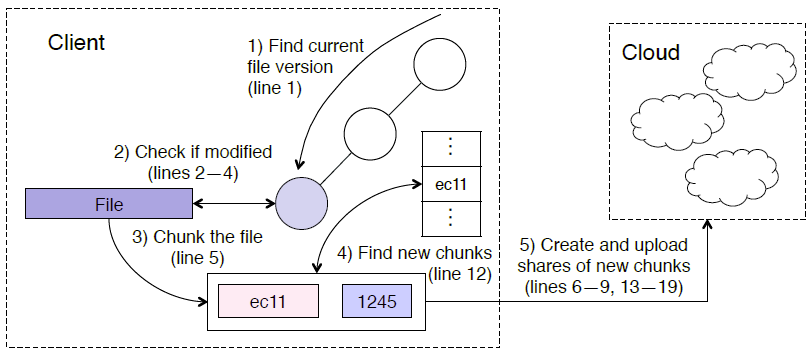 Client
1) Find current
file version
(line 1)
Cloud
2) Check if modified
(lines 2—4)
⋮
ec11
⋮
File
3) Chunk the file
(line 5)
4) Find new chunks
(line 12)
5) Create and upload
shares of new chunks
(lines 6—9, 13—19)
ec11
1245